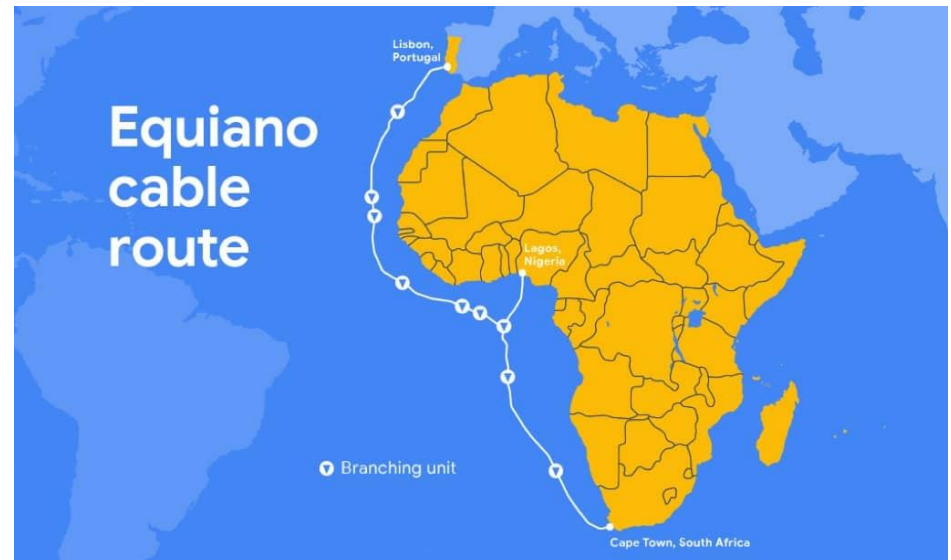 Lisbon,
Portugal
Equiano
cable
route
Lagos,
Nigeria
Branching unit
Cape Town, South Africa